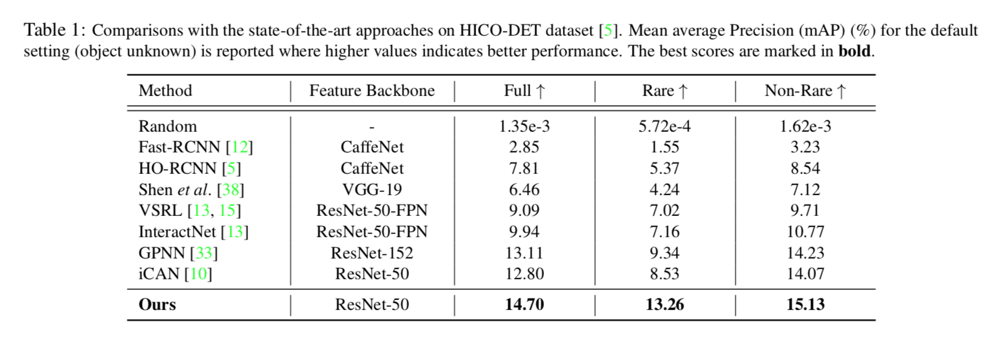 Table 1: Comparisons with the state-of-the-art approaches on HICO-DET dataset [5]. Mean average Precision (mAP) (%) for the default
setting (object unknown) is reported where higher values indicates better performance. The best scores are marked in bold.
Method | Feature Backbone | Full ↑ | Rare ↑ | Non-Rare ↑
Random | - | 1.35e-3 | 5.72e-4 | 1.62e-3
Fast-RCNN [12] | CaffeNet | 2.85 | 1.55 | 3.23
HO-RCNN [5] | CaffeNet | 7.81 | 5.37 | 8.54
Shen et al. [38] | VGG-19 | 6.46 | 4.24 | 7.12
VSRL [13, 15] | ResNet-50-FPN | 9.09 | 7.02 | 9.71
InteractNet [13] | ResNet-50-FPN | 9.94 | 7.16 | 10.77
GPNN [33] | ResNet-152 | 13.11 | 9.34 | 14.23
iCAN [10] | ResNet-50 | 12.80 | 8.53 | 14.07
Ours | ResNet-50 | 14.70 | 13.26 | 15.13